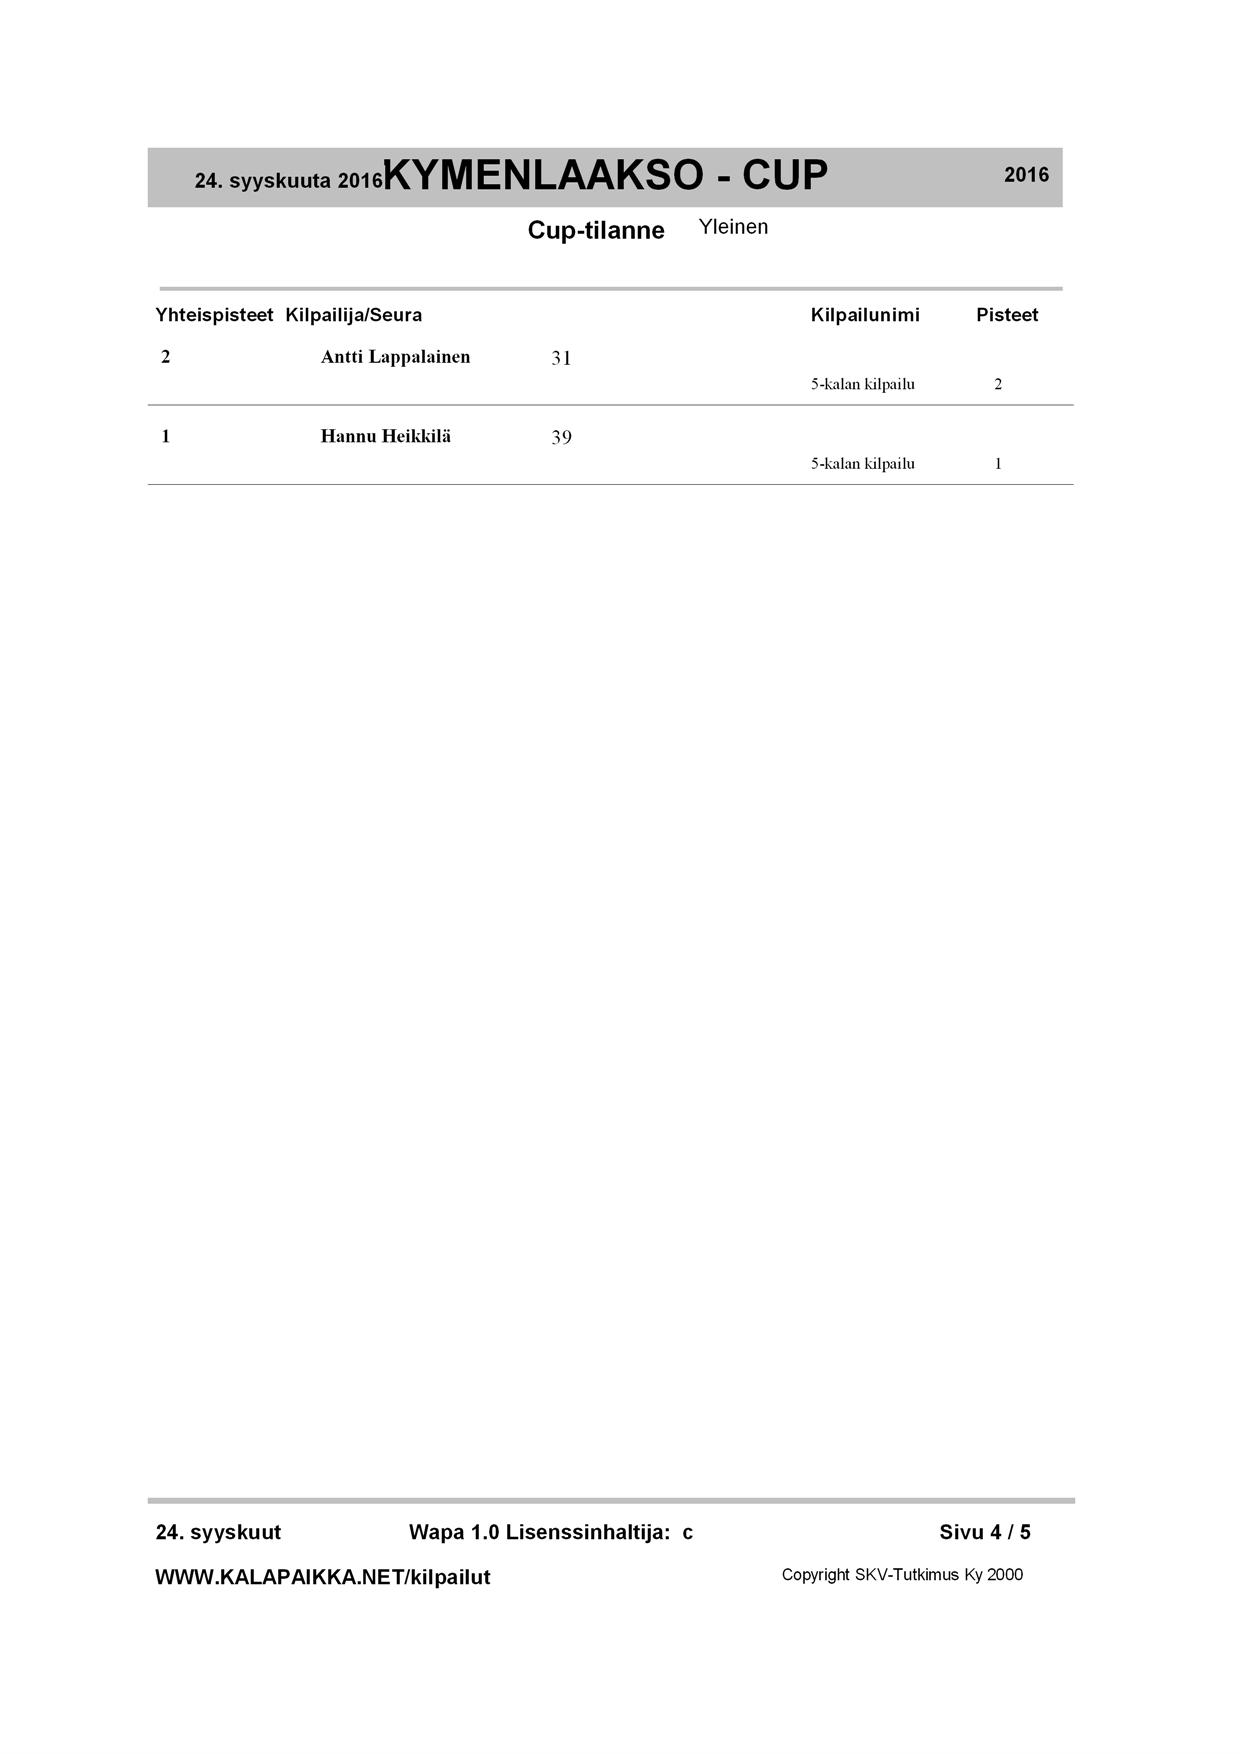 24. syyskuuta 2016 KYMENLAAKSO - CUP 2016
Cup-tilanne Yleinen
Yhteispisteet Kilpailija/Seura Kilpailunimi Pisteet
2 Antti Lappalainen 31
5-kalan kilpailu 2
1 Hannu Heikkilä 39
5-kalan kilpailu 1
24. syyskuut Wapa 1.0 Lisenssinhaltija: c Sivu 4 / 5
WWW.KALAPAIKKA.NET/kilpailut Copyright SKV-Tutkimus Ky 2000